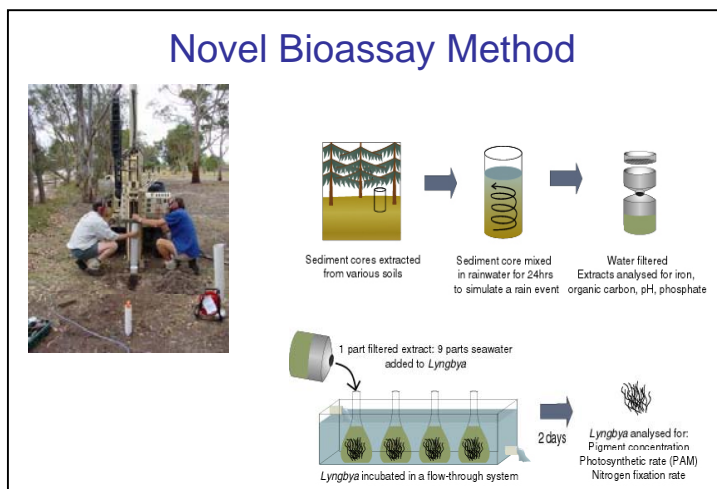 Novel Bioassay Method
Sediment cores extracted
from various soils
Sediment core mixed
in rainwater for 24hrs
to simulate a rain event
Water filtered
Extracts analysed for iron,
organic carbon, pH, phosphate
1 part filtered extract: 9 parts seawater
added to Lyngbya
Lyngbya incubated in a flow-through system
2 days
Lyngbya analysed for:
Pigment concentration
Photosynthetic rate (PAM)
Nitrogen fixation rate